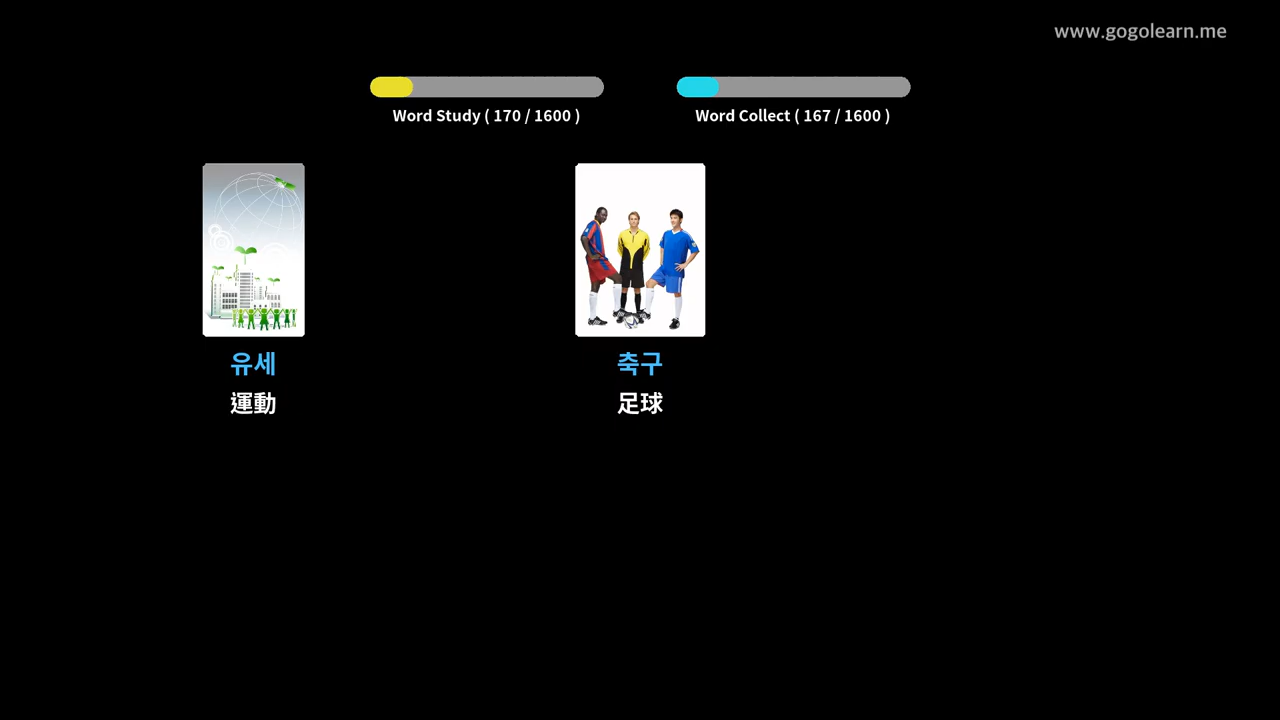 www.gogolearn.me
Word Study ( 170 / 1600 )
Word Collect ( 167 / 1600 )
유세
運動
축구
足球